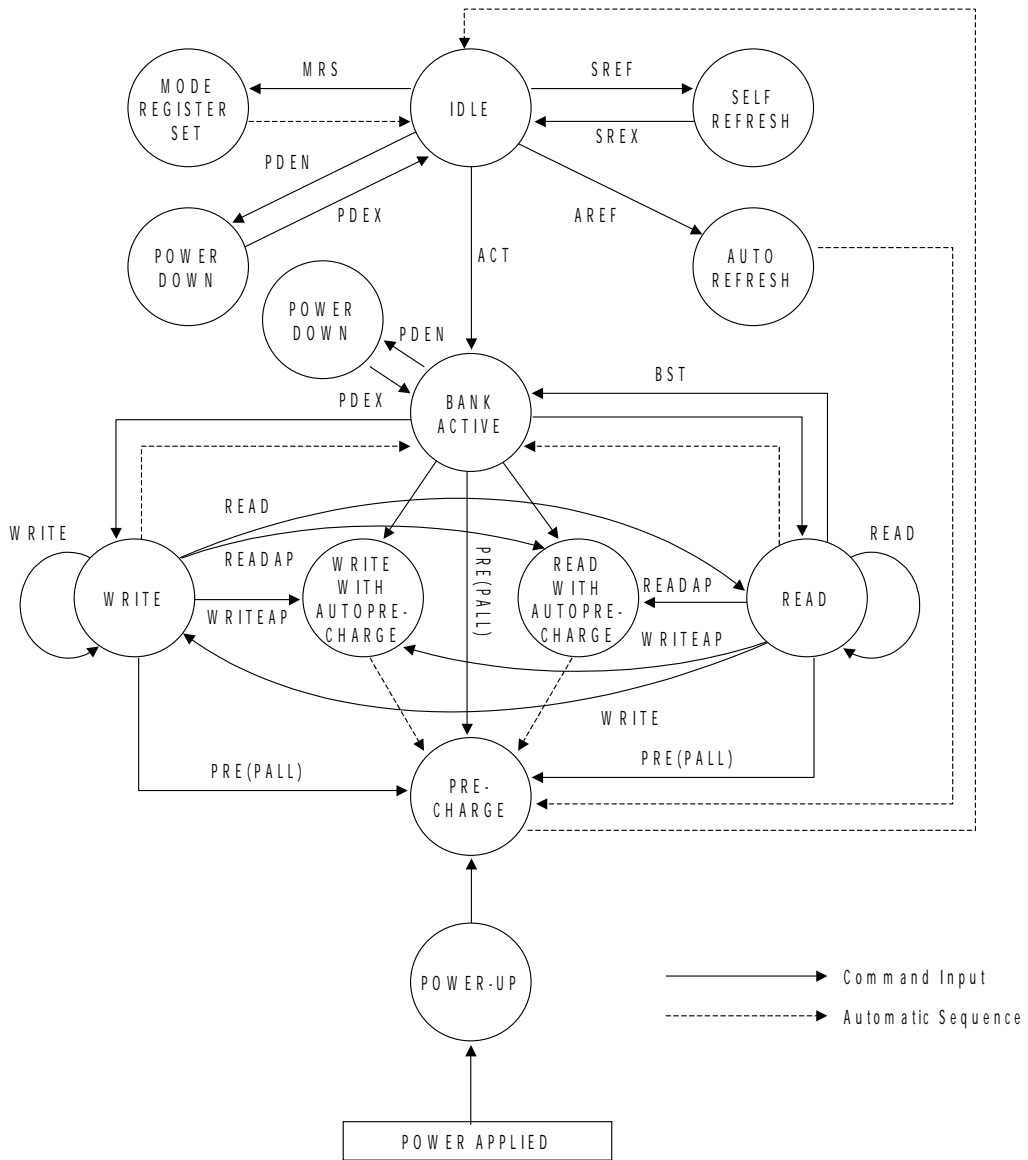 MRS
SREF
MODE
REGISTER
SET
IDLE
SELF
REFRESH
SREX
PDEN
PDEX
AREF
POWER
DOWN
ACT
AUTO
REFRESH
POWER
DOWN
PDEN
PDEX
BST
BANK
ACTIVE
WRITE
READ
READ
READAP
WRITE
WRITEAP
WRITE
WITH
AUTOPRE-
CHARGE
PRE(PALL)
READ
WITH
AUTOPRE-
CHARGE
READAP
WRITEAP
READ
WRITE
PRE(PALL)
PRE(PALL)
PRE-
CHARGE
POWER-UP
Command Input
Automatic Sequence
POWER APPLIED